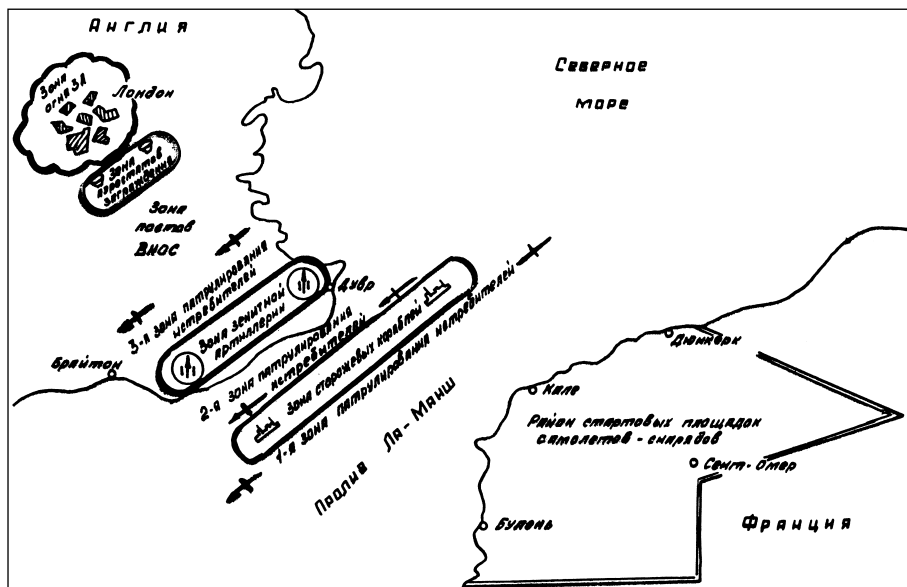 Англия
Северное
море
Зона
огня ЗА
Лондон
Зона
аэростатов
заграждения
Зона
постов
ВНОС
3-я зона патрулирования
истребителей
Зона зенитной
артиллерии
Дувр
2-я зона патрулирования
истребителей
Зона сторожевых кораблей
1-я зона патрулирования истребителей
Брайтон
Пролив Ла-Манш
Дюнкерк
Кале
Район стартовых площадок
самолетов-снарядов
Сент-Омер
Булонь
Франция